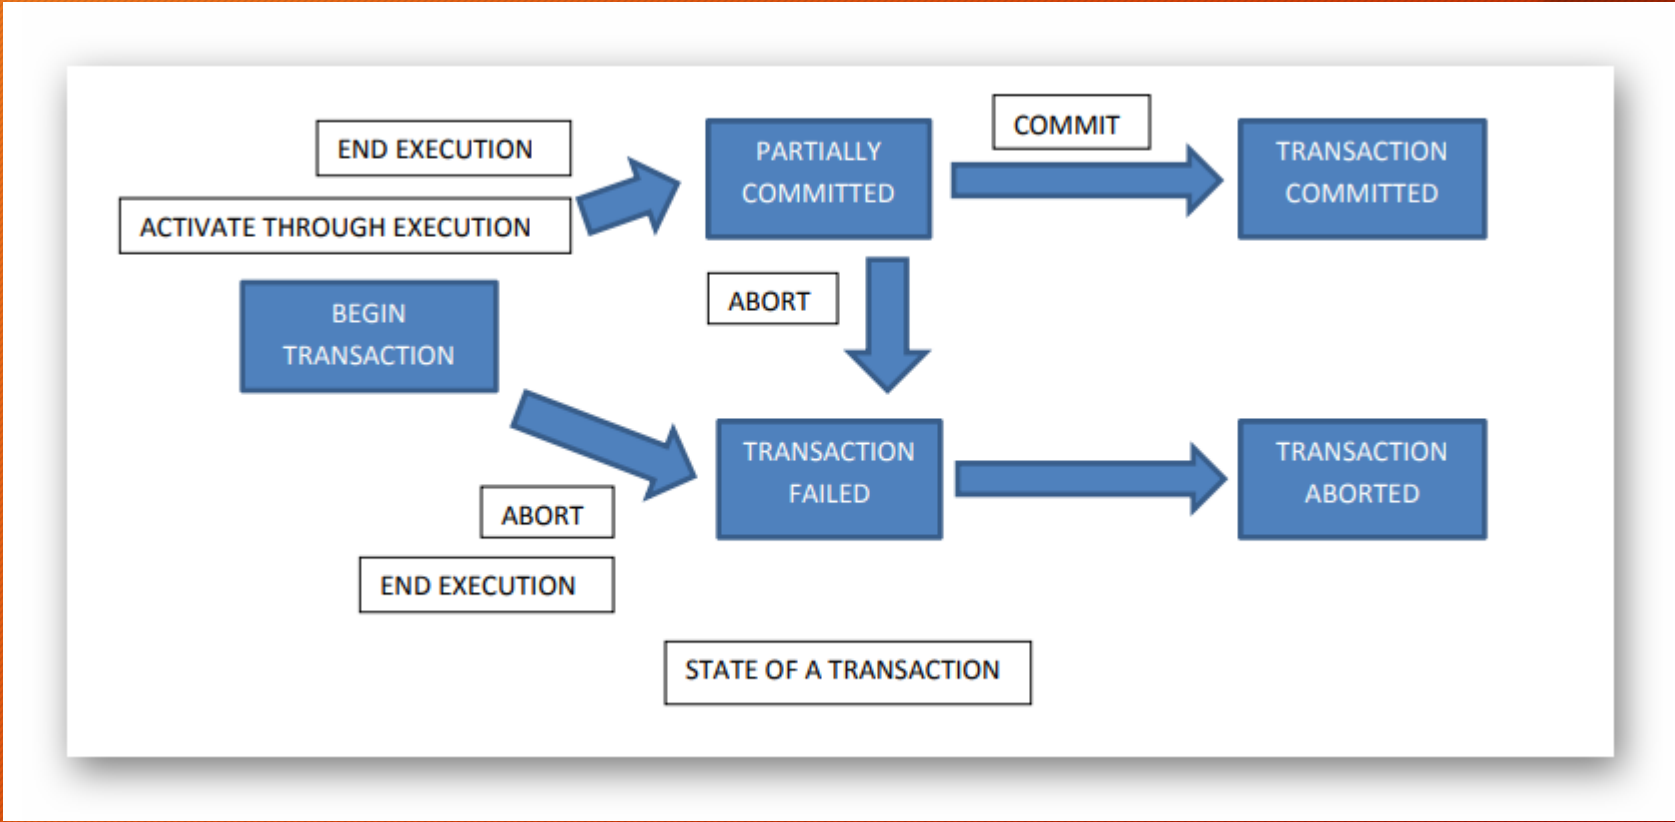 END EXECUTION
ACTIVATE THROUGH EXECUTION
BEGIN
TRANSACTION
PARTIALLY
COMMITTED
COMMIT
TRANSACTION
COMMITTED
ABORT
ABORT
END EXECUTION
TRANSACTION
FAILED
TRANSACTION
ABORTED
STATE OF A TRANSACTION